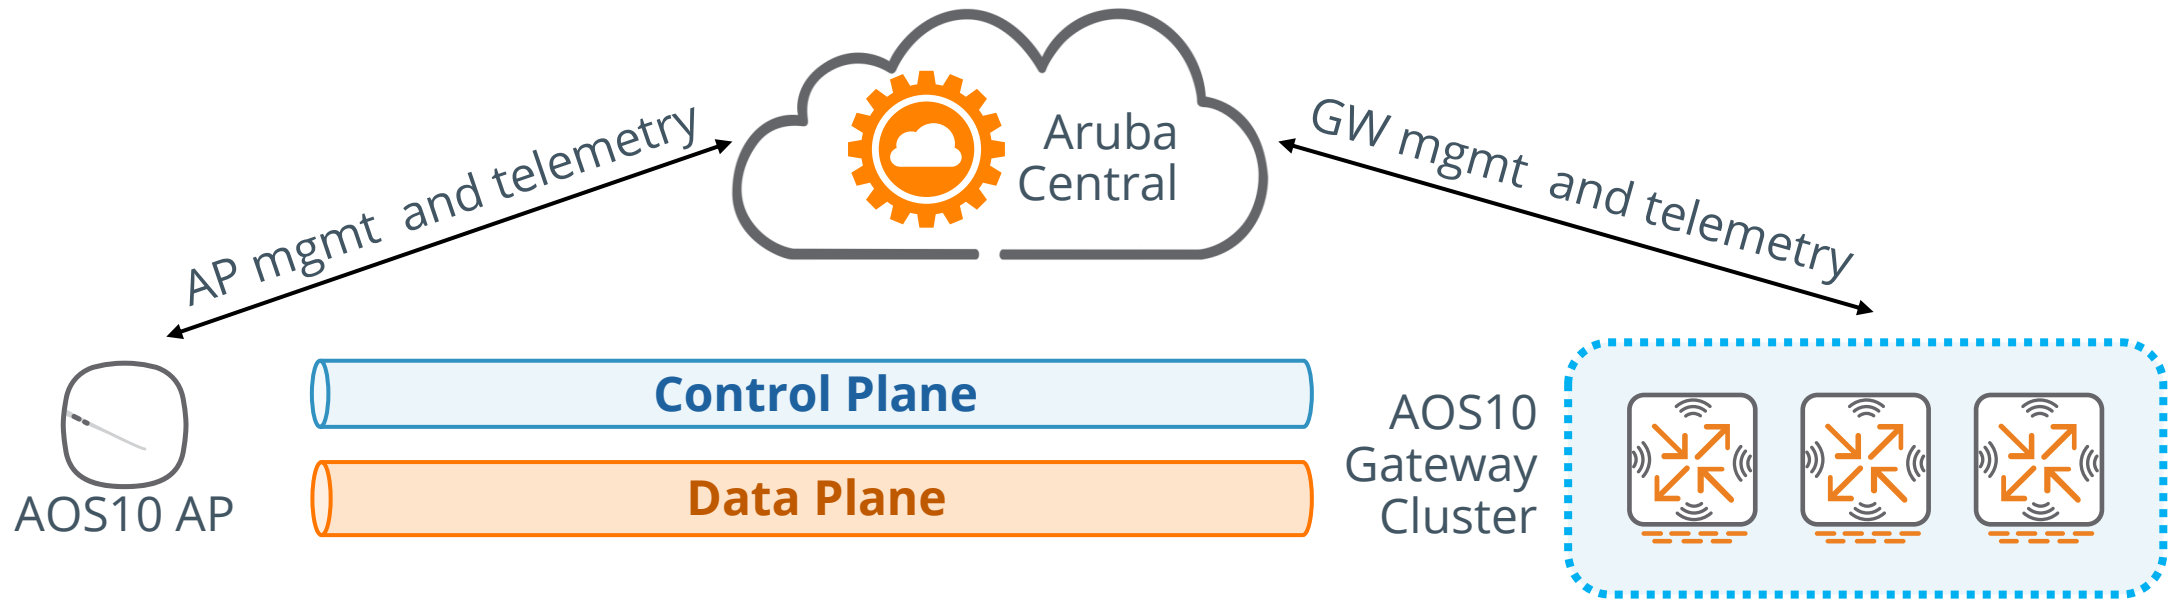 Aruba
Central
AP mgmt and telemetry
GW mgmt and telemetry
Control Plane
Data Plane
AOS10 AP
AOS10
Gateway
Cluster